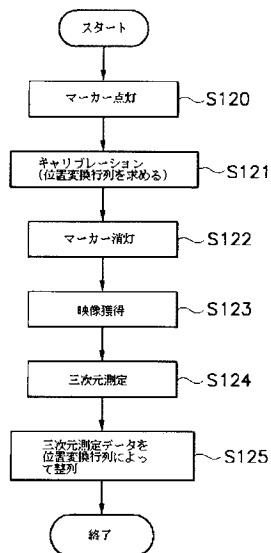 スタート
マーカー点灯
S120
キャリブレーション
(位置変換行列を求める)
S121
マーカー消灯
S122
映像獲得
S123
三次元測定
S124
三次元測定データを
位置変換行列によっ
て整列
S125
終了